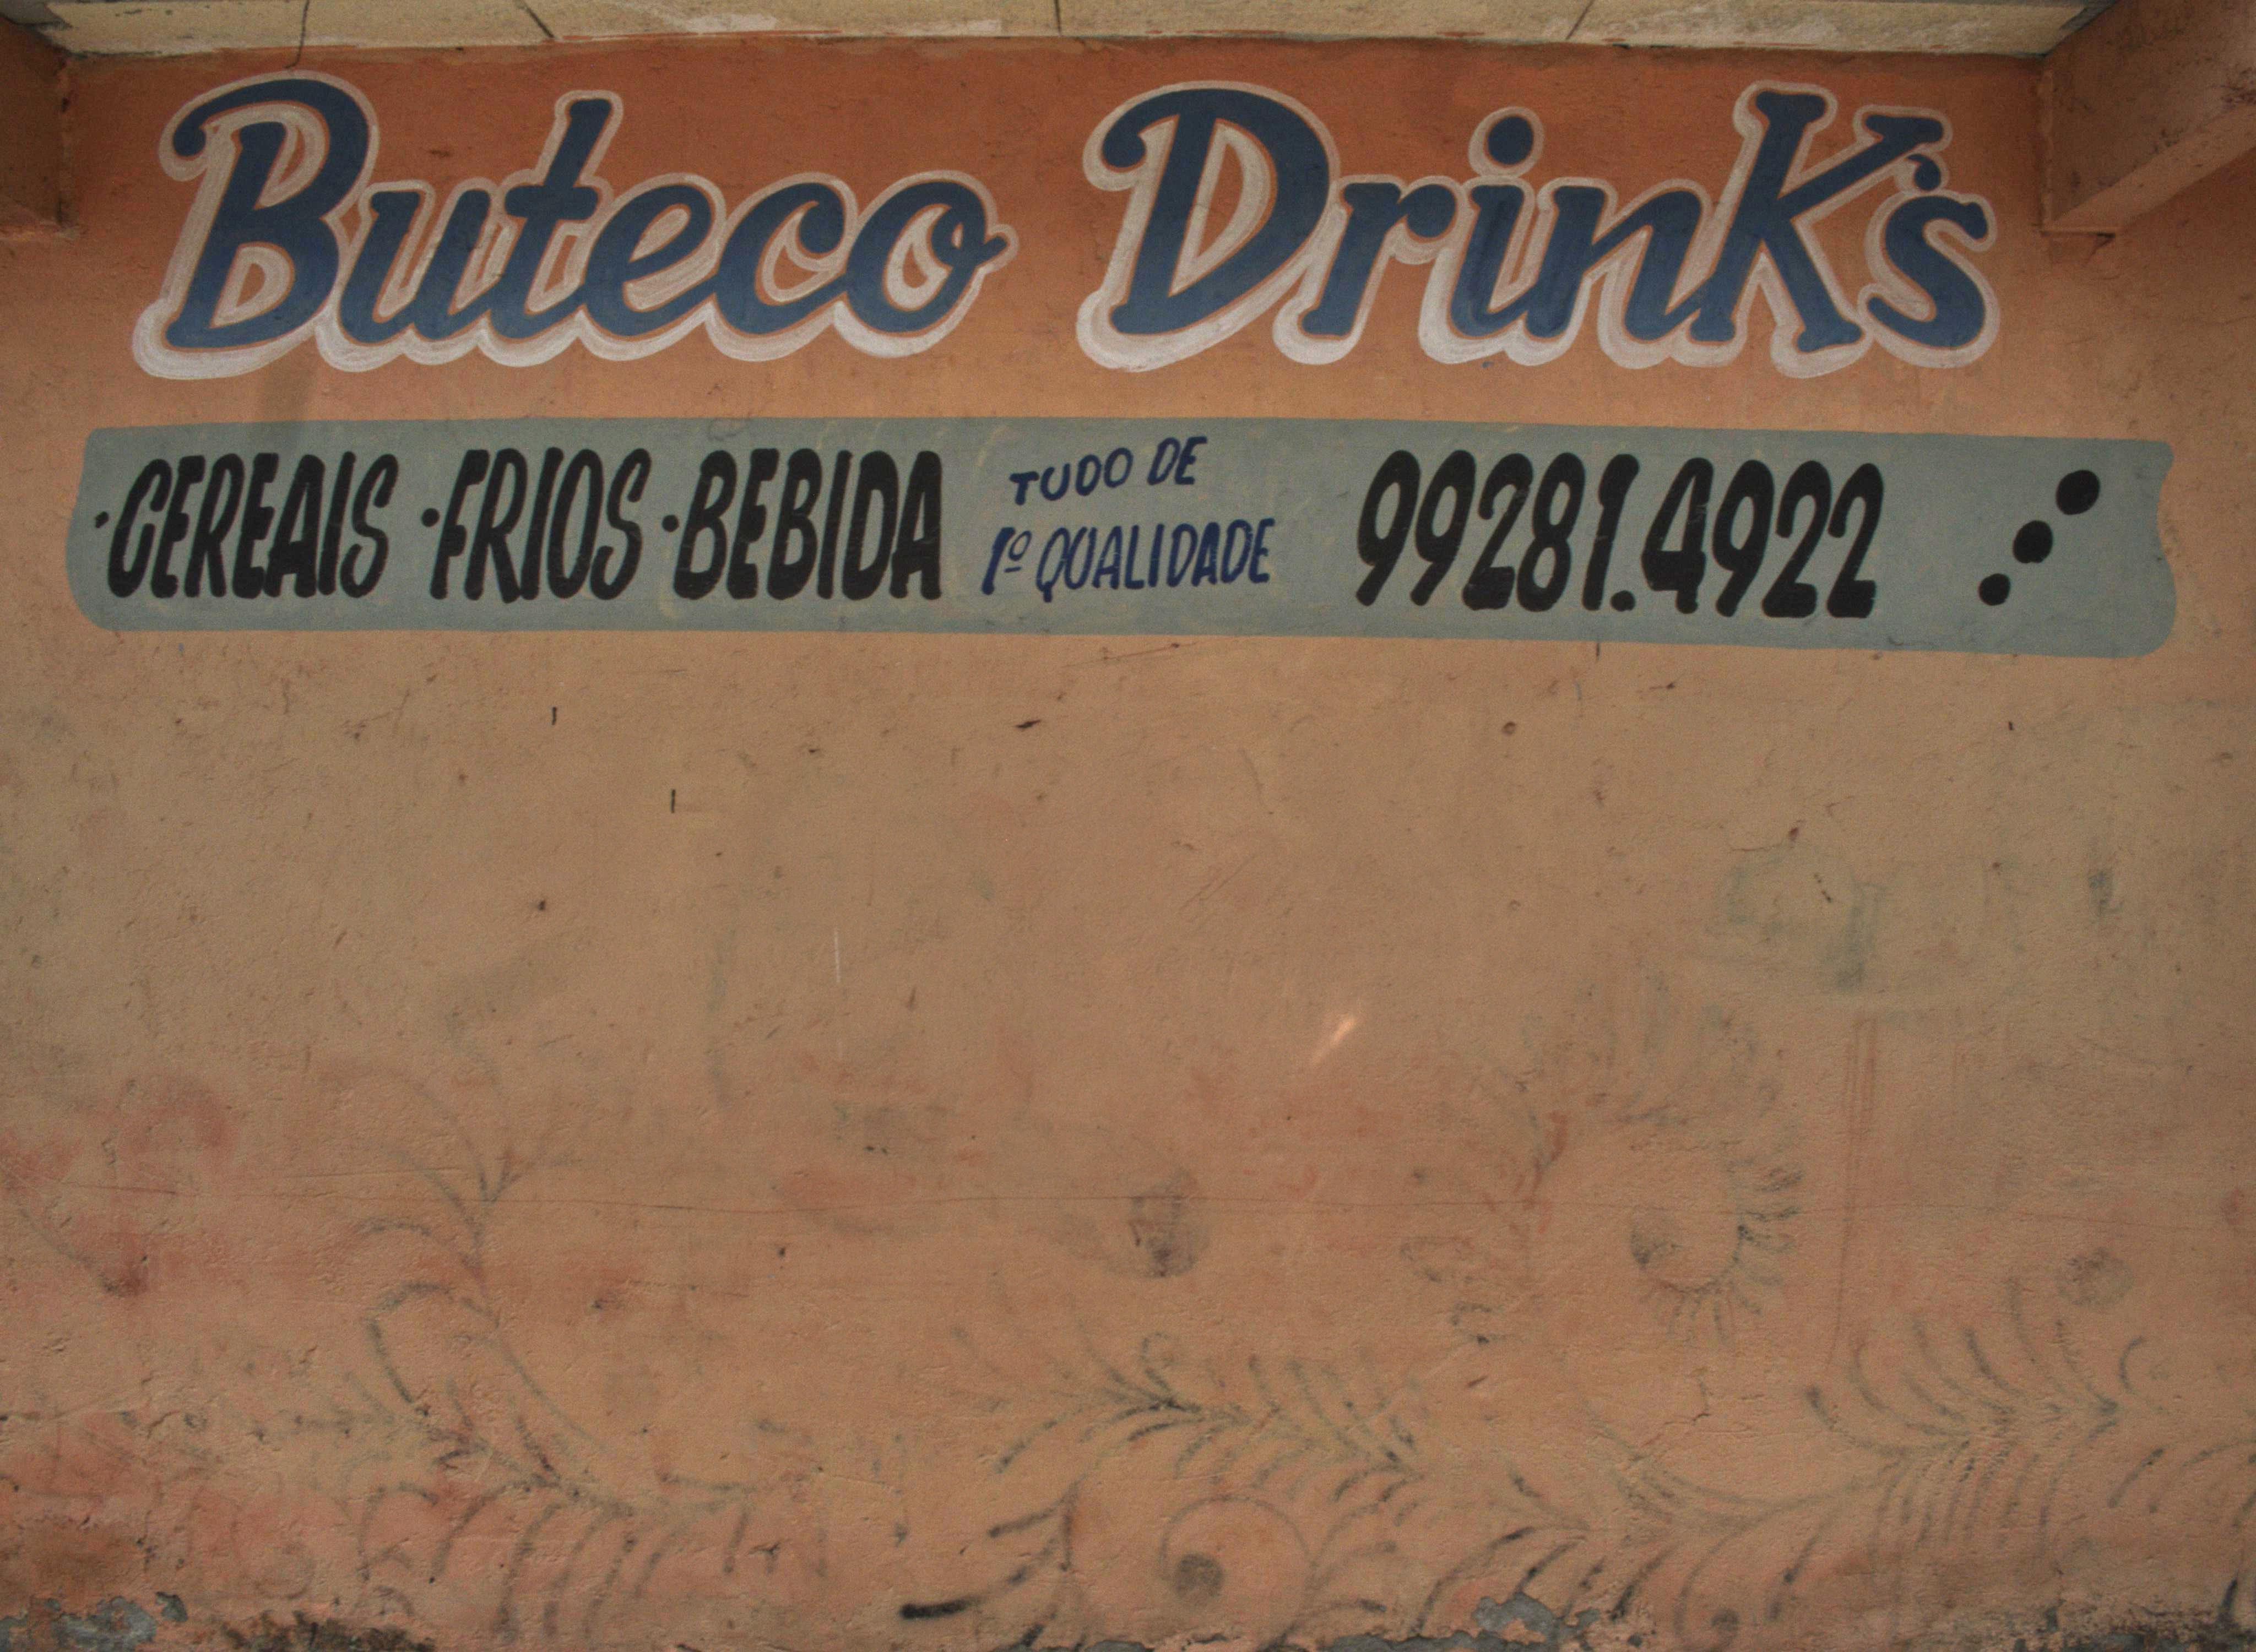 Buteco Drink's
·CEREAIS ·FRIOS ·BEBIDA
TUDO DE
1º QUALIDADE
99281.4922